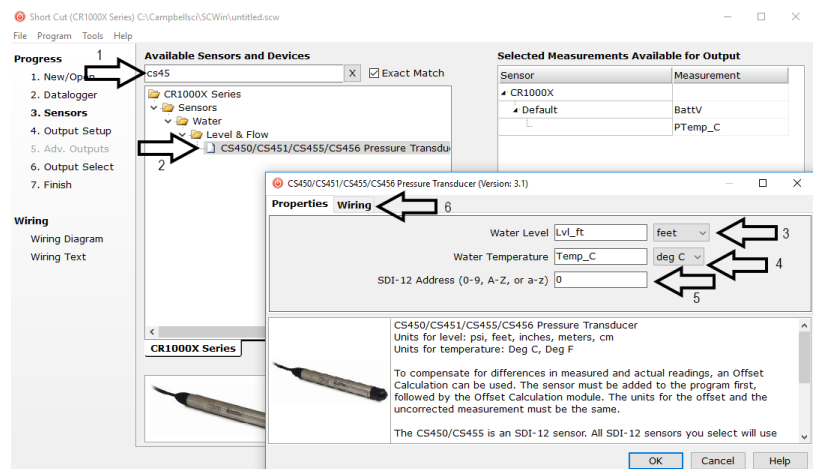 Short Cut (CR1000X Series) C:\Campbellsci\SCWin\untitled.scw
File Program Tools Help
Progress
1. New/Open
2. Datalogger
3. Sensors
4. Output Setup
5. Adv. Outputs
6. Output Select
7. Finish
Wiring
Wiring Diagram
Wiring Text
1
Available Sensors and Devices
cs45
X
Exact Match
CR1000X Series
Sensors
Water
Level & Flow
CS450/CS451/CS455/CS456 Pressure Transdu
2
CR1000X Series
Selected Measurements Available for Output
Sensor Measurement
CR1000X
Default BattV
PTemp_C
CS450/CS451/CS455/CS456 Pressure Transducer (Version: 3.1)
Properties Wiring
6
Water Level Lvl_ft feet
3
Water Temperature Temp_C deg C
4
SDI-12 Address (0-9, A-Z, or a-z) 0
5
CS450/CS451/CS455/CS456 Pressure Transducer
Units for level: psi, feet, inches, meters, cm
Units for temperature: Deg C, Deg F
To compensate for differences in measured and actual readings, an Offset
Calculation can be used. The sensor must be added to the program first,
followed by the Offset Calculation module. The units for the offset and the
uncorrected measurement must be the same.
The CS450/CS455 is an SDI-12 sensor. All SDI-12 sensors you select will use
OK Cancel Help